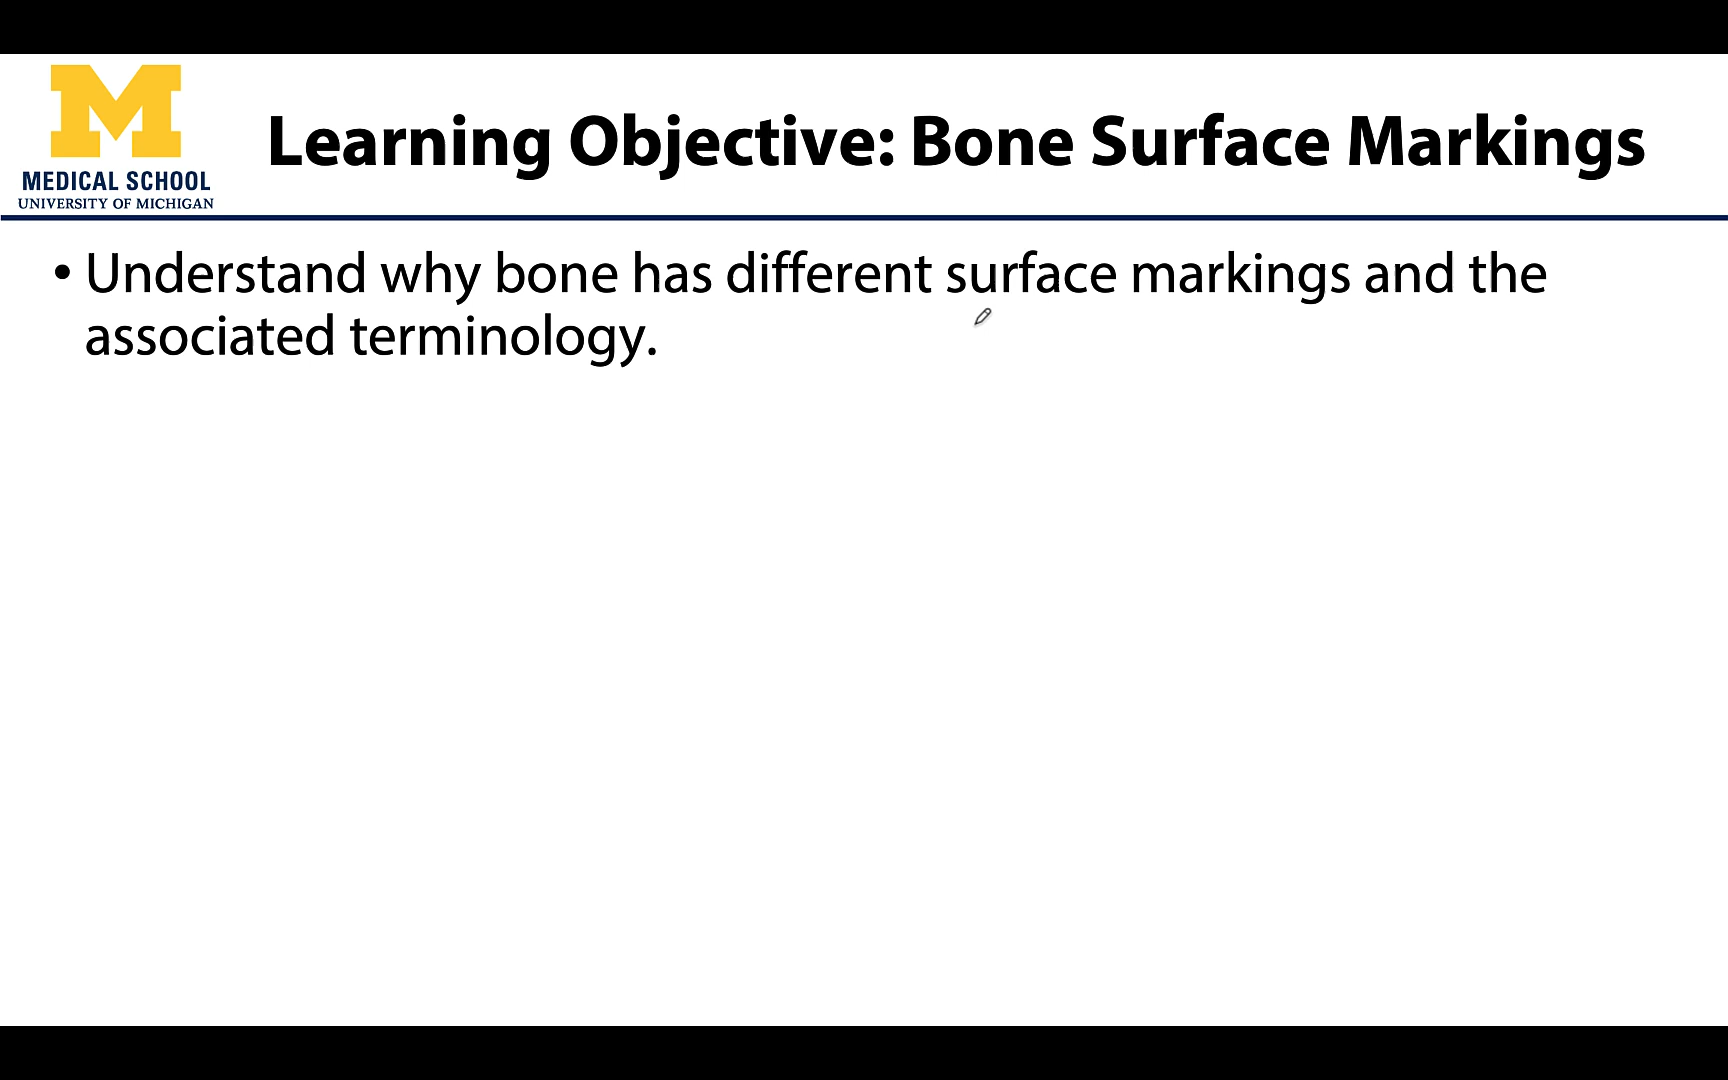 M
MEDICAL SCHOOL
UNIVERSITY OF MICHIGAN
Learning Objective: Bone Surface Markings
• Understand why bone has different surface markings and the
associated terminology.